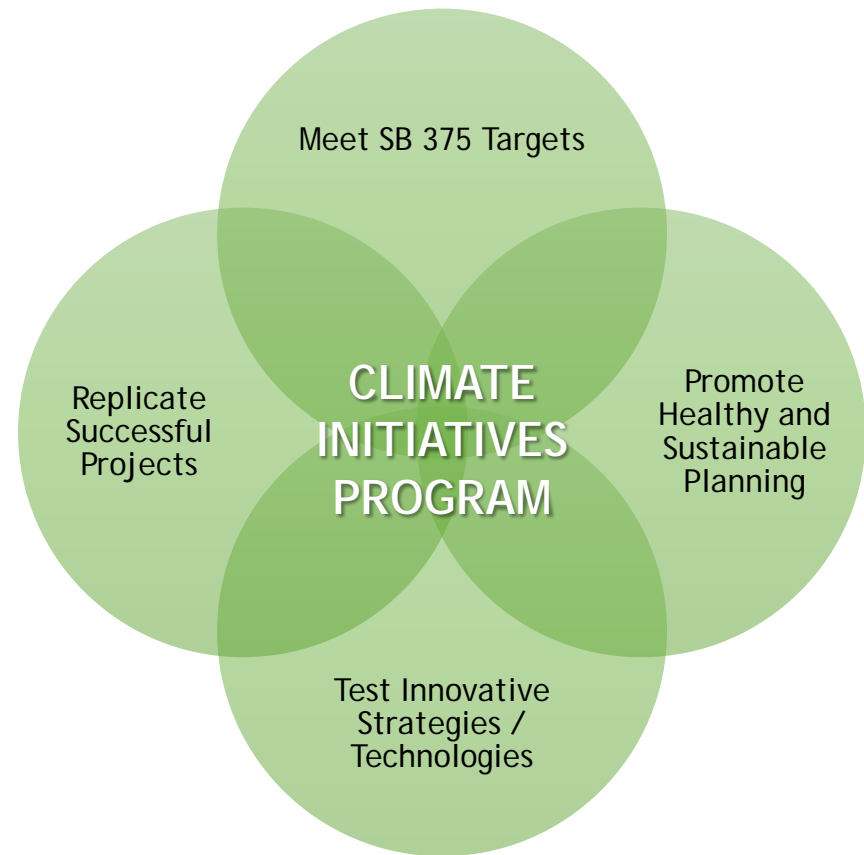 Meet SB 375 Targets
Replicate
Successful
Projects
CLIMATE
INITIATIVES
PROGRAM
Promote
Healthy and
Sustainable
Planning
Test Innovative
Strategies /
Technologies